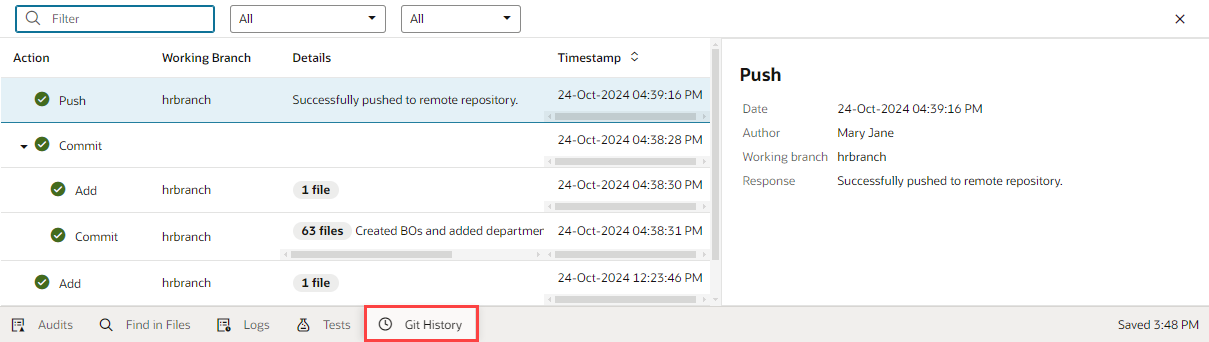 Filter All All
Action Working Branch Details Timestamp
Push hrbranch Successfully pushed to remote repository. 24-Oct-2024 04:39:16 PM
Commit 24-Oct-2024 04:38:28 PM
Add hrbranch 1 file 24-Oct-2024 04:38:30 PM
Commit hrbranch 63 files Created BOs and added departmer 24-Oct-2024 04:38:31 PM
Add hrbranch 1 file 24-Oct-2024 12:23:46 PM
Push
Date 24-Oct-2024 04:39:16 PM
Author Mary Jane
Working branch hrbranch
Response Successfully pushed to remote repository.
Audits Find in Files Logs Tests Git History Saved 3:48 PM